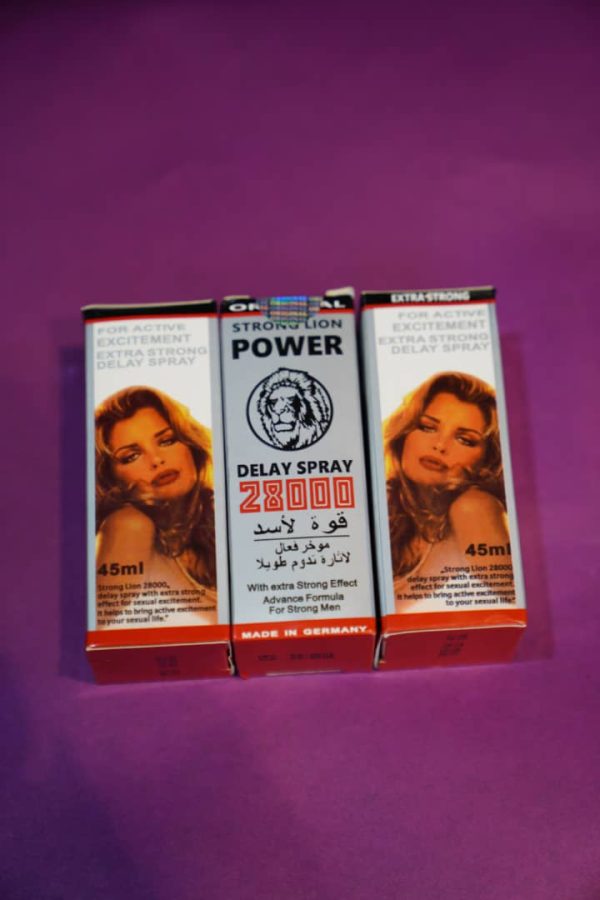 FOR ACTIVE
EXCITEMENT
EXTRA STRONG
DELAY SPRAY
45ml
Strong Lion 28000
delay spray with extra strong
effect for sexual excitement.
It helps to bring active excitement
to your sexual life."
STRONG LION
POWER
DELAY SPRAY
28000
قوة لأسد
موخر فعال
لاثارة تدوم طويلا
With extra Strong Effect
Advance Formula
For Strong Men
MADE IN GERMANY
EXTRA STRONG
FOR ACTIVE
EXCITEMENT
EXTRA STRONG
DELAY SPRAY
45ml
„Strong Lion 28000
delay spray with extra strong
effect for sexual excitement.
It helps to bring active excitement
to your sexual life."